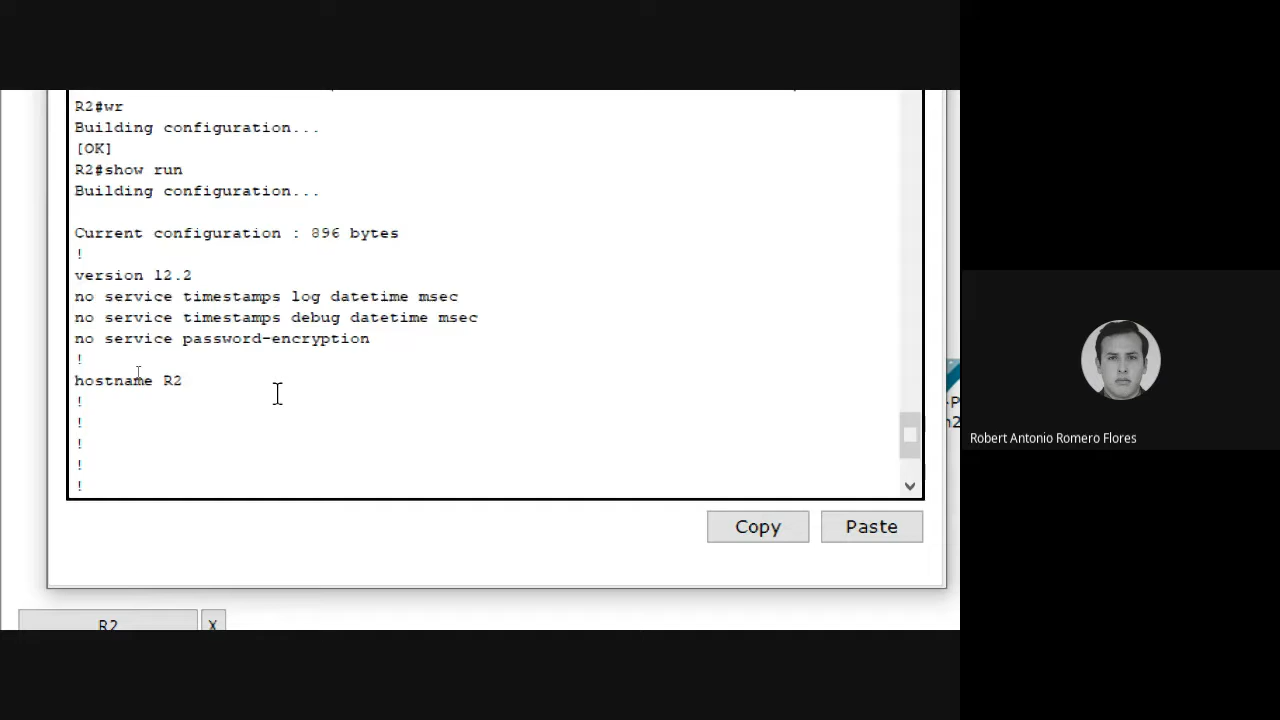 R2#wr
Building configuration...
[OK]
R2#show run
Building configuration...
Current configuration : 896 bytes
!
version 12.2
no service timestamps log datetime msec
no service timestamps debug datetime msec
no service password-encryption
!
hostname R2
!
!
!
!
!
Copy
Paste
R2
X
Robert Antonio Romero Flores